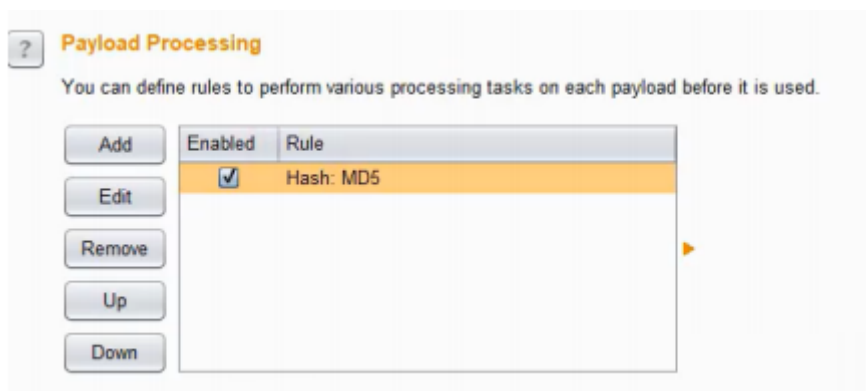 ?
Payload Processing
You can define rules to perform various processing tasks on each payload before it is used.
Add
Enabled Rule
Hash: MD5
Edit
Remove
Up
Down